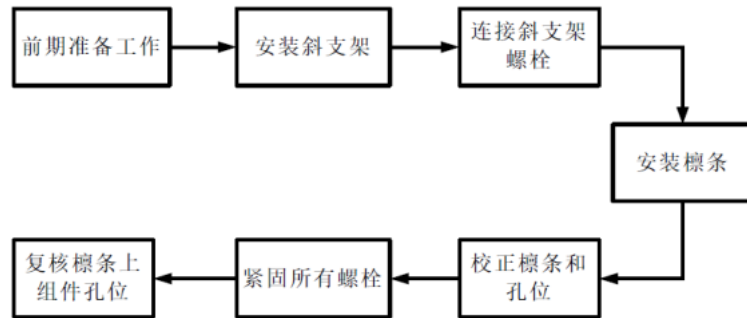 前期准备工作
安装斜支架
连接斜支架
螺栓
安装檩条
校正檩条和
孔位
紧固所有螺栓
复核檩条上
组件孔位